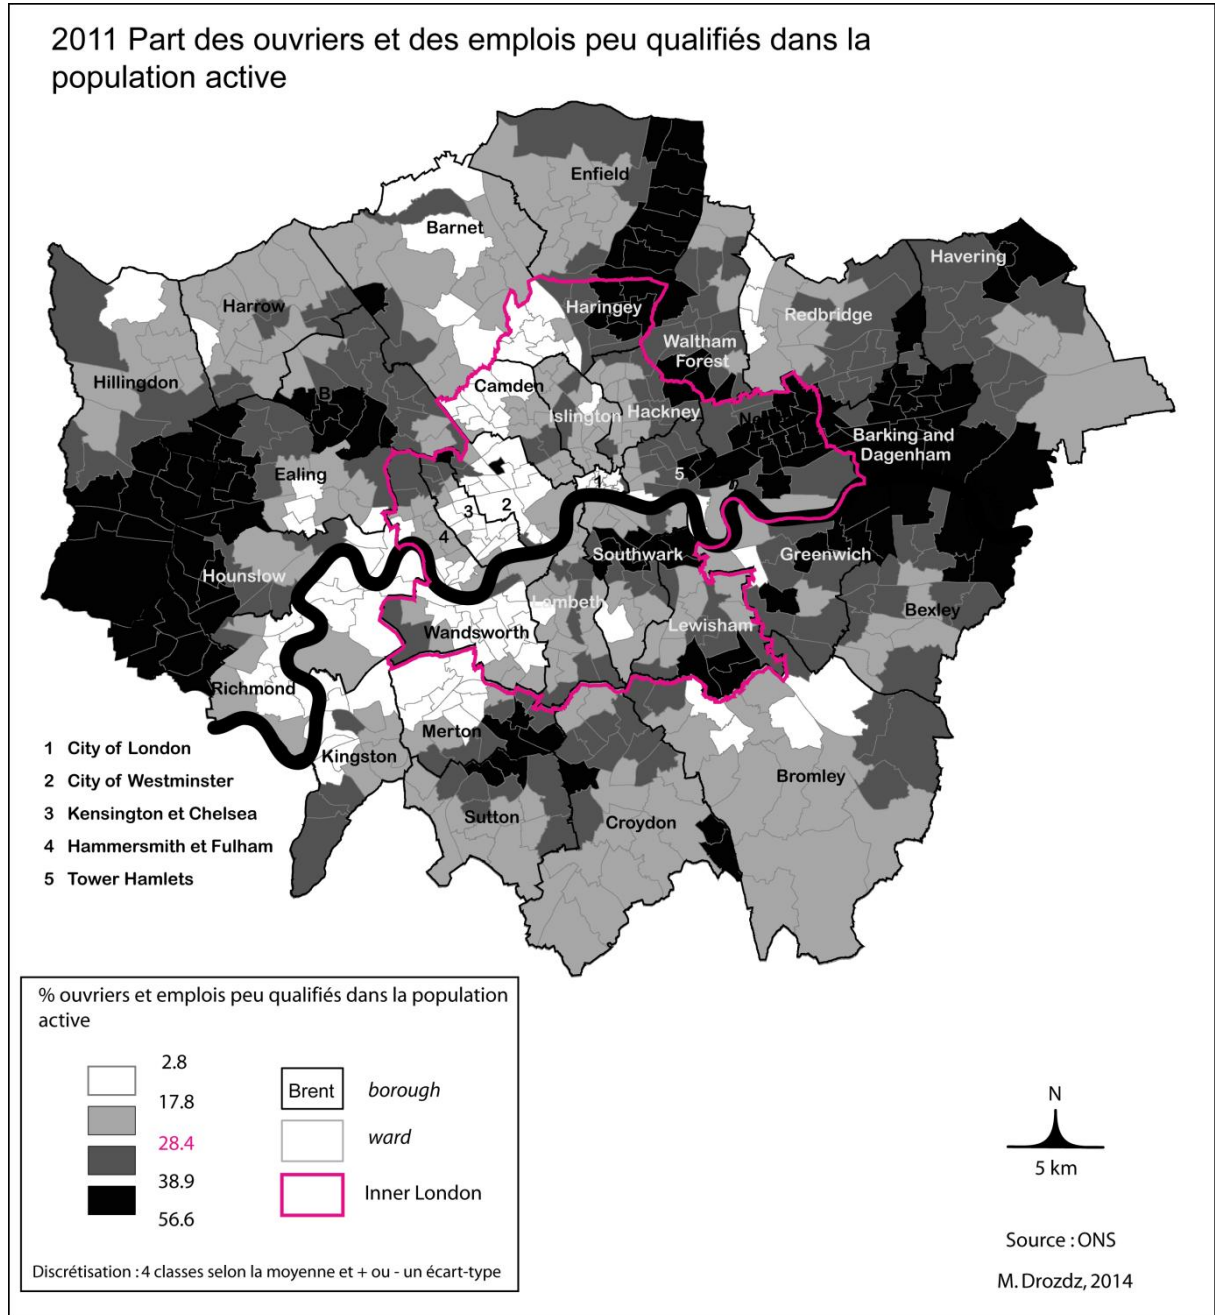 2011 Part des ouvriers et des emplois peu qualifiés dans la
population active
Enfield
Barnet
Havering
Harrow
Haringey
Redbridge
Waltham
Forest
Hillingdon
Camden
B
Islington
Hackney
Barking and
Dagenham
Ealing
5
1
2
3
4
Southwark
Greenwich
Hounslow
Lambeth
Bexley
Wandsworth
Lewisham
Richmond
Merton
Kingston
Bromley
Sutton
Croydon
1 City of London
2 City of Westminster
3 Kensington et Chelsea
4 Hammersmith et Fulham
5 Tower Hamlets
% ouvriers et emplois peu qualifiés dans la population
active
2.8
17.8
28.4
38.9
56.6
Brent borough
ward
Inner London
Discrétisation : 4 classes selon la moyenne et + ou - un écart-type
N
5 km
Source : ONS
M. Drozdz, 2014